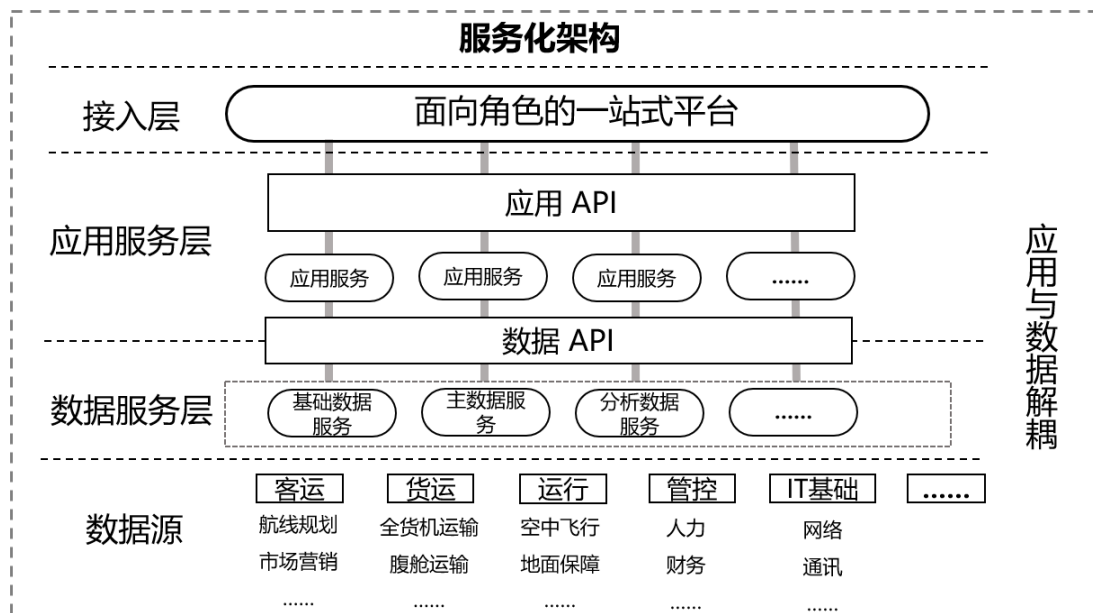 服务化架构
接入层
面向角色的一站式平台
应用服务层
应用 API
应用服务
应用服务
应用服务
......
数据 API
数据服务层
基础数据
服务
主数据服
务
分析数据
服务
......
数据源
客运
货运
运行
管控
IT基础
......
航线规划
全货机运输
空中飞行
人力
网络
市场营销
腹舱运输
地面保障
财务
通讯
......
......
......
......
......
应用与数据解耦